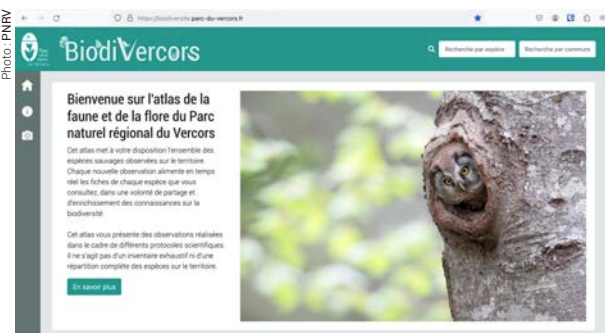 Photo : PNRV
https://biodiversite.parc-du-vercors.fr
BiodiVercors
Recherche par espèce
Recherche par commune
Bienvenue sur l'atlas de la
faune et de la flore du Parc
naturel régional du Vercors
Cet atlas met à votre disposition l'ensemble des
espèces sauvages observées sur le territoire.
Chaque nouvelle observation alimente en temps
réel les fiches de chaque espèce que vous
consultez, dans une volonté de partage et
d'enrichissement des connaissances sur la
biodiversité.
Cet atlas vous présente des observations réalisées
dans le cadre de différents protocoles scientifiques.
Il ne s'agit pas d'un inventaire exhaustif ni d'une
répartition complète des espèces sur le territoire.
En savoir plus